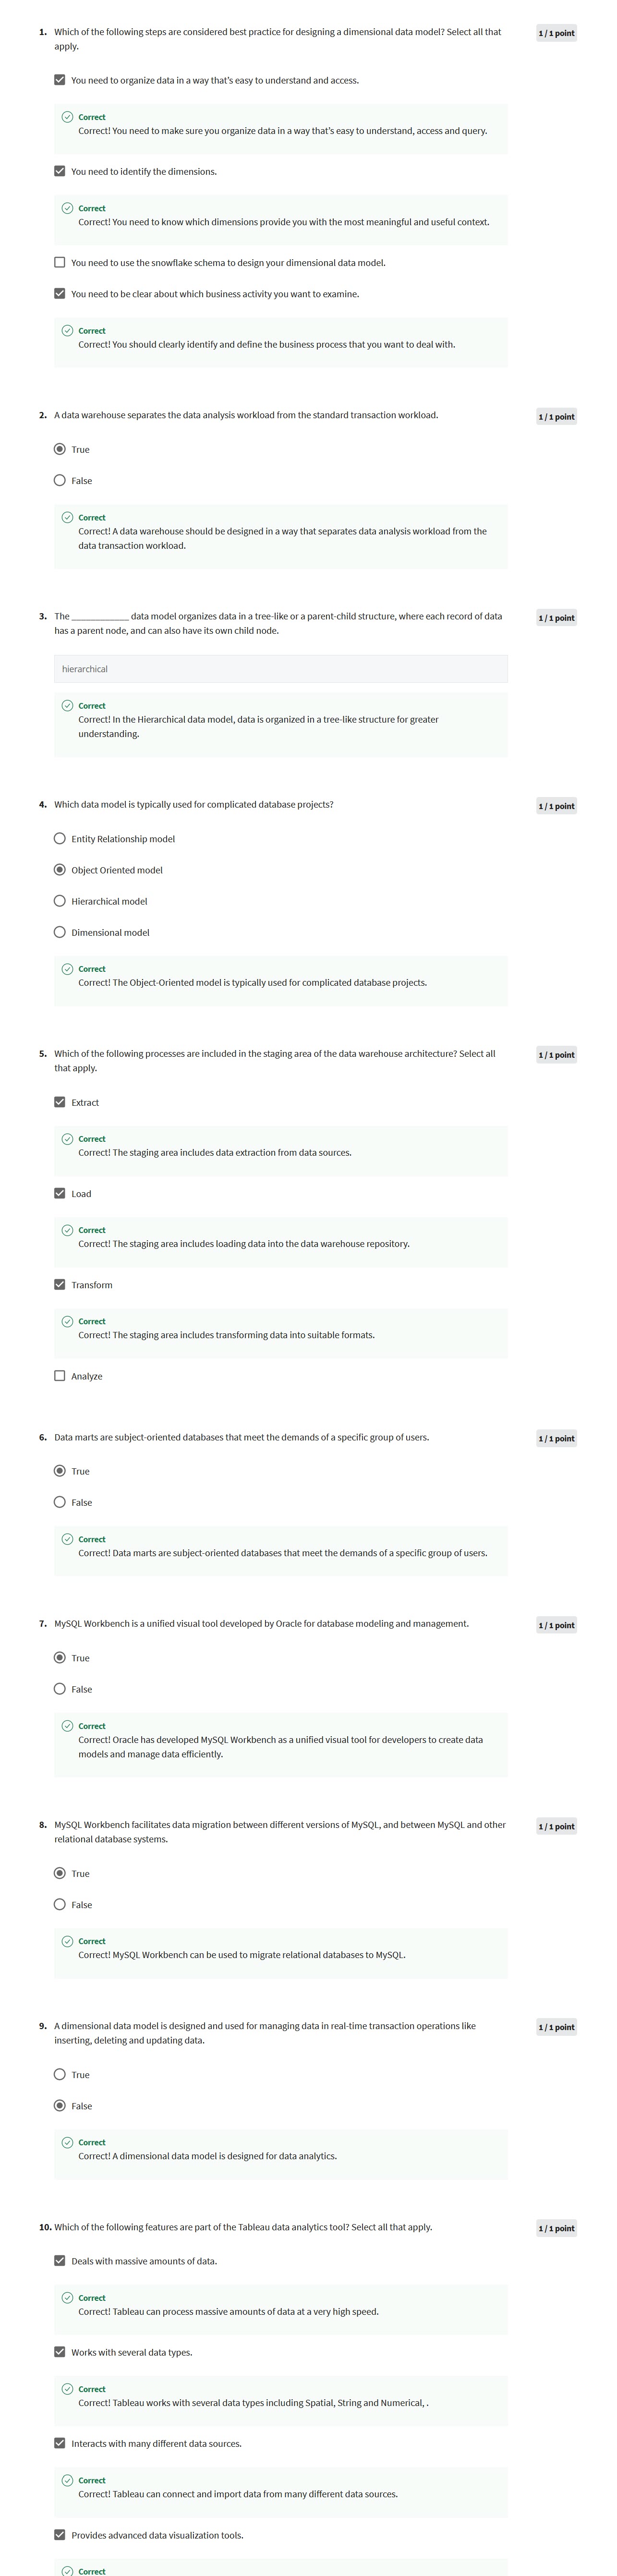 1. Which of the following steps are considered best practice for designing a dimensional data model? Select all that
apply.
1 / 1 point
You need to organize data in a way that's easy to understand and access.
Correct
Correct! You need to make sure you organize data in a way that's easy to understand, access and query.
You need to identify the dimensions.
Correct
Correct! You need to know which dimensions provide you with the most meaningful and useful context.
You need to use the snowflake schema to design your dimensional data model.
You need to be clear about which business activity you want to examine.
Correct
Correct! You should clearly identify and define the business process that you want to deal with.
2. A data warehouse separates the data analysis workload from the standard transaction workload.
1 / 1 point
True
False
Correct
Correct! A data warehouse should be designed in a way that separates data analysis workload from the
data transaction workload.
3. The ____________ data model organizes data in a tree-like or a parent-child structure, where each record of data
has a parent node, and can also have its own child node.
1 / 1 point
hierarchical
Correct
Correct! In the Hierarchical data model, data is organized in a tree-like structure for greater
understanding.
4. Which data model is typically used for complicated database projects?
1 / 1 point
Entity Relationship model
Object Oriented model
Hierarchical model
Dimensional model
Correct
Correct! The Object-Oriented model is typically used for complicated database projects.
5. Which of the following processes are included in the staging area of the data warehouse architecture? Select all
that apply.
1 / 1 point
Extract
Correct
Correct! The staging area includes data extraction from data sources.
Load
Correct
Correct! The staging area includes loading data into the data warehouse repository.
Transform
Correct
Correct! The staging area includes transforming data into suitable formats.
Analyze
6. Data marts are subject-oriented databases that meet the demands of a specific group of users.
1 / 1 point
True
False
Correct
Correct! Data marts are subject-oriented databases that meet the demands of a specific group of users.
7. MySQL Workbench is a unified visual tool developed by Oracle for database modeling and management.
1 / 1 point
True
False
Correct
Correct! Oracle has developed MySQL Workbench as a unified visual tool for developers to create data
models and manage data efficiently.
8. MySQL Workbench facilitates data migration between different versions of MySQL, and between MySQL and other
relational database systems.
1 / 1 point
True
False
Correct
Correct! MySQL Workbench can be used to migrate relational databases to MySQL.
9. A dimensional data model is designed and used for managing data in real-time transaction operations like
inserting, deleting and updating data.
1 / 1 point
True
False
Correct
Correct! A dimensional data model is designed for data analytics.
10. Which of the following features are part of the Tableau data analytics tool? Select all that apply.
1 / 1 point
Deals with massive amounts of data.
Correct
Correct! Tableau can process massive amounts of data at a very high speed.
Works with several data types.
Correct
Correct! Tableau works with several data types including Spatial, String and Numerical, .
Interacts with many different data sources.
Correct
Correct! Tableau can connect and import data from many different data sources.
Provides advanced data visualization tools.
Correct